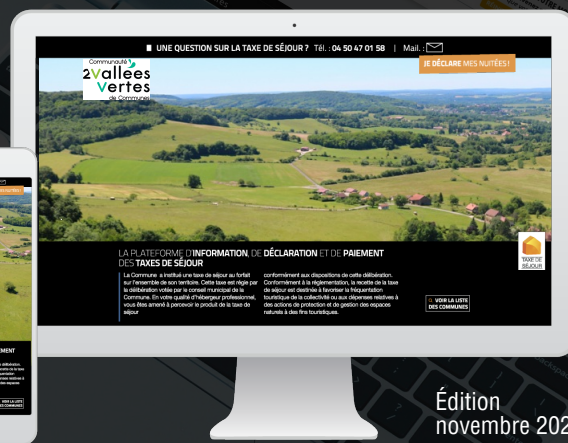 UNE QUESTION SUR LA TAXE DE SÉJOUR ? Tél. : 04 50 47 01 58 | Mail. :
JE DÉCLARE MES NUITÉES !
Communauté
2vallées
vertes
de Communes
LA PLATEFORME D'INFORMATION, DE DÉCLARATION ET DE PAIEMENT
DES TAXES DE SÉJOUR
La Commune a institué une taxe de séjour au forfait
sur l'ensemble de son territoire. Cette taxe est régie par
la délibération votée par le conseil municipal de la
Commune. En votre qualité d'hébergeur professionnel,
vous êtes amené à percevoir le produit de la taxe de
séjour
conformément aux dispositions de cette délibération.
Conformément à la réglementation, la recette de la taxe
de séjour est destinée à favoriser la fréquentation
touristique de la collectivité ou aux dépenses relatives à
des actions de protection et de gestion des espaces
naturels à des fins touristiques.
TAXE DE
SÉJOUR
VOIR LA LISTE
DES COMMUNES
Édition
novembre 202